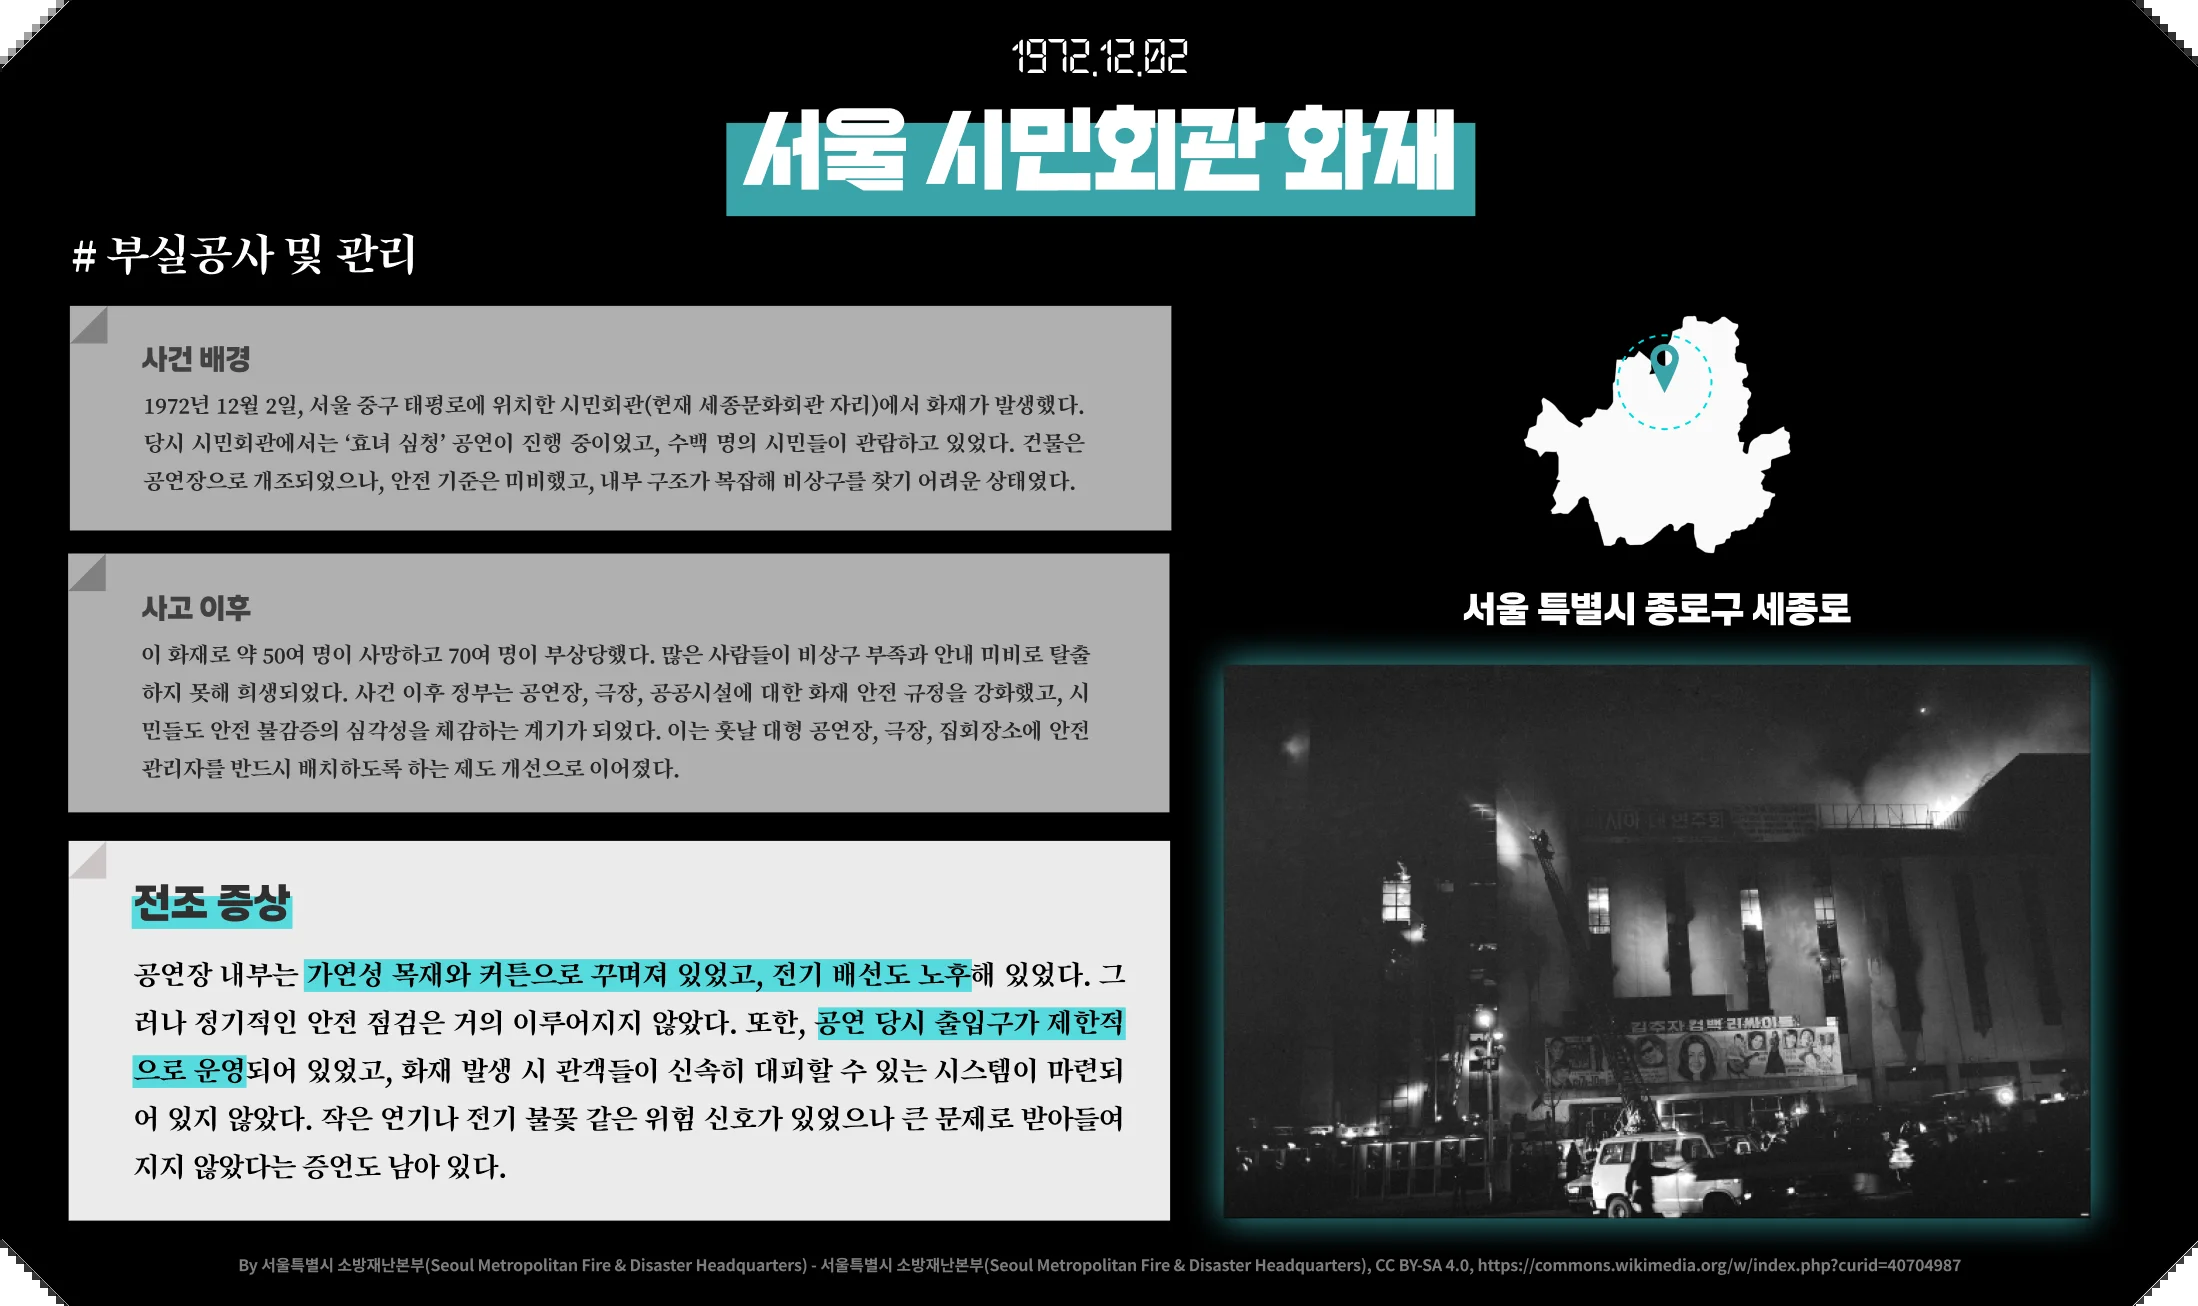 1972.12.02
서울 시민회관 화재
# 부실공사 및 관리
사건 배경
1972년 12월 2일, 서울 중구 태평로에 위치한 시민회관(현재 세종문화회관 자리)에서 화재가 발생했다.
당시 시민회관에서는 ‘효녀 심청’ 공연이 진행 중이었고, 수백 명의 시민들이 관람하고 있었다. 건물은
공연장으로 개조되었으나, 안전 기준은 미비했고, 내부 구조가 복잡해 비상구를 찾기 어려운 상태였다.
사고 이후
이 화재로 약 50여 명이 사망하고 70여 명이 부상당했다. 많은 사람들이 비상구 부족과 안내 미비로 탈출
하지 못해 희생되었다. 사건 이후 정부는 공연장, 극장, 공공시설에 대한 화재 안전 규정을 강화했고, 시
민들도 안전 불감증의 심각성을 체감하는 계기가 되었다. 이는 훗날 대형 공연장, 극장, 집회장소에 안전
관리자를 반드시 배치하도록 하는 제도 개선으로 이어졌다.
전조 증상
공연장 내부는 가연성 목재와 커튼으로 꾸며져 있었고, 전기 배선도 노후해 있었다. 그
러나 정기적인 안전 점검은 거의 이루어지지 않았다. 또한, 공연 당시 출입구가 제한적
으로 운영되어 있었고, 화재 발생 시 관객들이 신속히 대피할 수 있는 시스템이 마련되
어 있지 않았다. 작은 연기나 전기 불꽃 같은 위험 신호가 있었으나 큰 문제로 받아들여
지지 않았다는 증언도 남아 있다.
서울 특별시 종로구 세종로
시아 대 연주회
김추자 컴백 리싸이틀
By 서울특별시 소방재난본부(Seoul Metropolitan Fire & Disaster Headquarters) - 서울특별시 소방재난본부(Seoul Metropolitan Fire & Disaster Headquarters), CC BY-SA 4.0, https://commons.wikimedia.org/w/index.php?curid=40704987